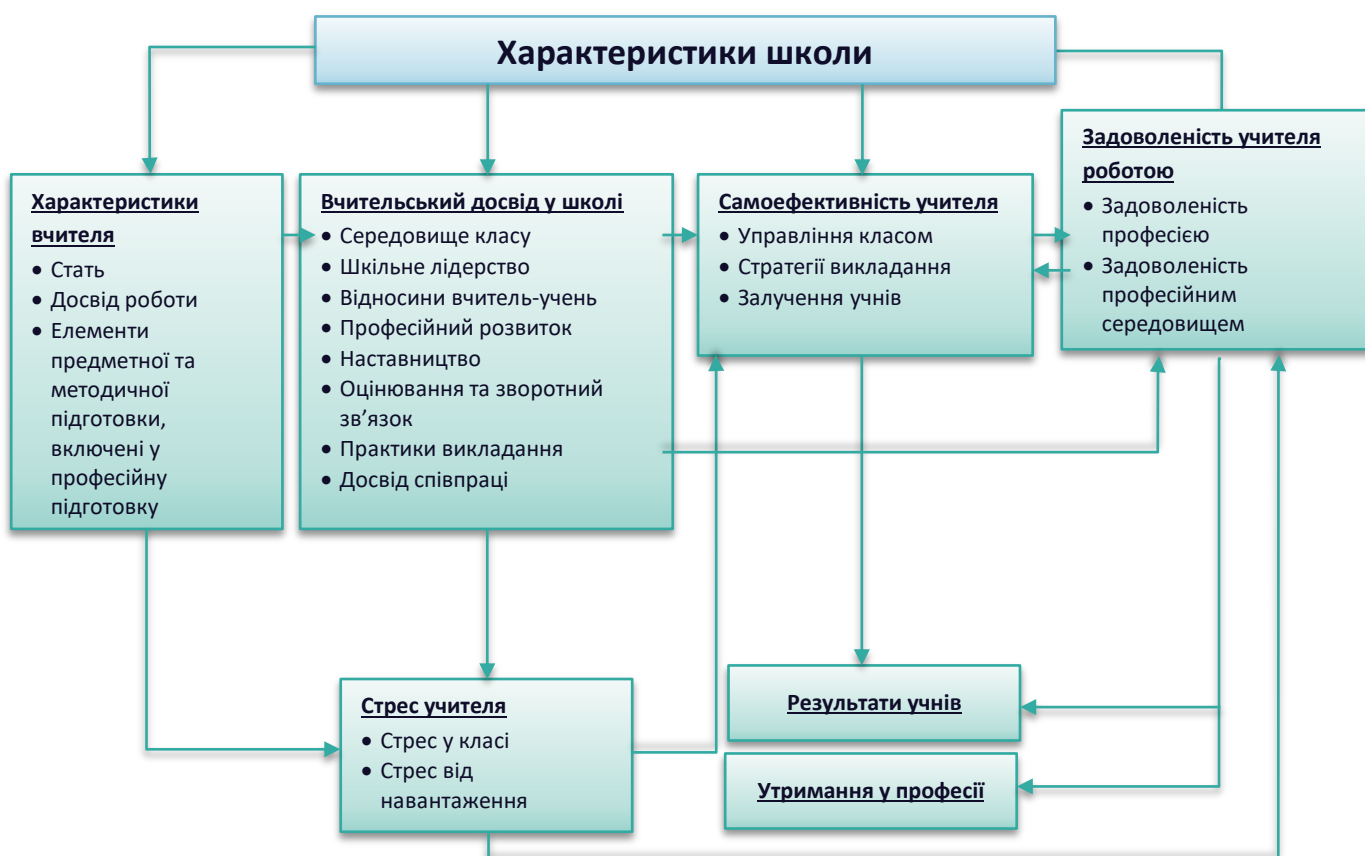 Характеристики школи
Характеристики
вчителя
• Стать
• Досвід роботи
• Елементи
предметної та
методичної
підготовки,
включені у
професійну
підготовку
Вчительський досвід у школі
• Середовище класу
• Шкільне лідерство
• Відносини вчитель-учень
• Професійний розвиток
• Наставництво
• Оцінювання та зворотний
зв’язок
• Практики викладання
• Досвід співпраці
Самоефективність учителя
• Управління класом
• Стратегії викладання
• Залучення учнів
Задоволеність учителя
роботою
• Задоволеність
професією
• Задоволеність
професійним
середовищем
Стрес учителя
• Стрес у класі
• Стрес від
навантаження
Результати учнів
Утримання у професії